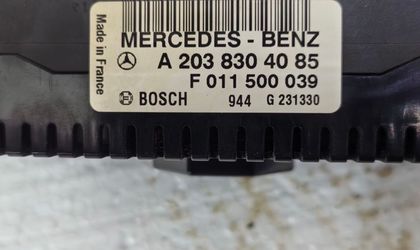 Made in France
MERCEDES - BENZ
A 203 830 40 85
F 011 500 039
BOSCH 944 G 231330